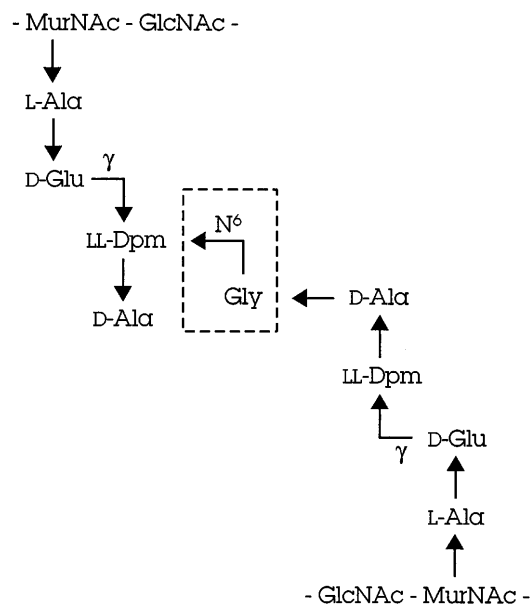 - MurNAc - GlcNAc -
L-Ala
D-Glu γ
LL-Dpm N⁶
D-Ala Gly D-Ala
LL-Dpm
γ D-Glu
L-Ala
- GlcNAc - MurNAc -